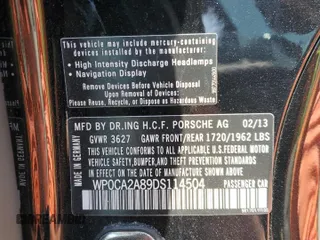 This vehicle may contain mercury-containing
devices installed by the manufacturer:
• High Intensity Discharge Headlamps
• Navigation Display
Remove Devices Before Vehicle Disposal
Upon Removal of Devices
Please Reuse, Recycle, or Dispose as Hazardous Waste
MFD BY DR.ING H.C.F. PORSCHE AG 02/13
GVWR 3627 GAWR FRONT/REAR 1720/1962 LBS
THIS VEHICLE CONFORMS TO ALL APPLICABLE U.S.FEDERAL MOTOR
VEHICLE SAFETY,BUMPER,AND THEFT PREVENTION STANDARDS IN
EFFECT ON THE DATE OF MANUFACTURE SHOWN ABOVE.
WP0CA2A89DS114504
PASSENGER CAR
GERMANY